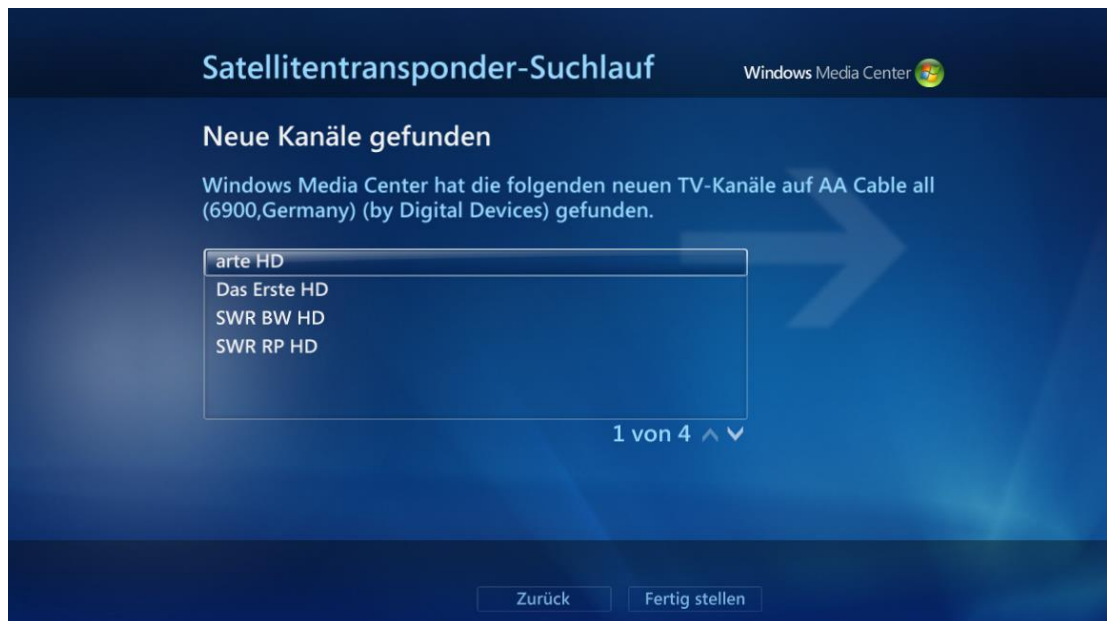 Satellitentransponder-Suchlauf
Windows Media Center
Neue Kanäle gefunden
Windows Media Center hat die folgenden neuen TV-Kanäle auf AA Cable all
(6900,Germany) (by Digital Devices) gefunden.
arte HD
Das Erste HD
SWR BW HD
SWR RP HD
1 von 4
Zurück
Fertig stellen